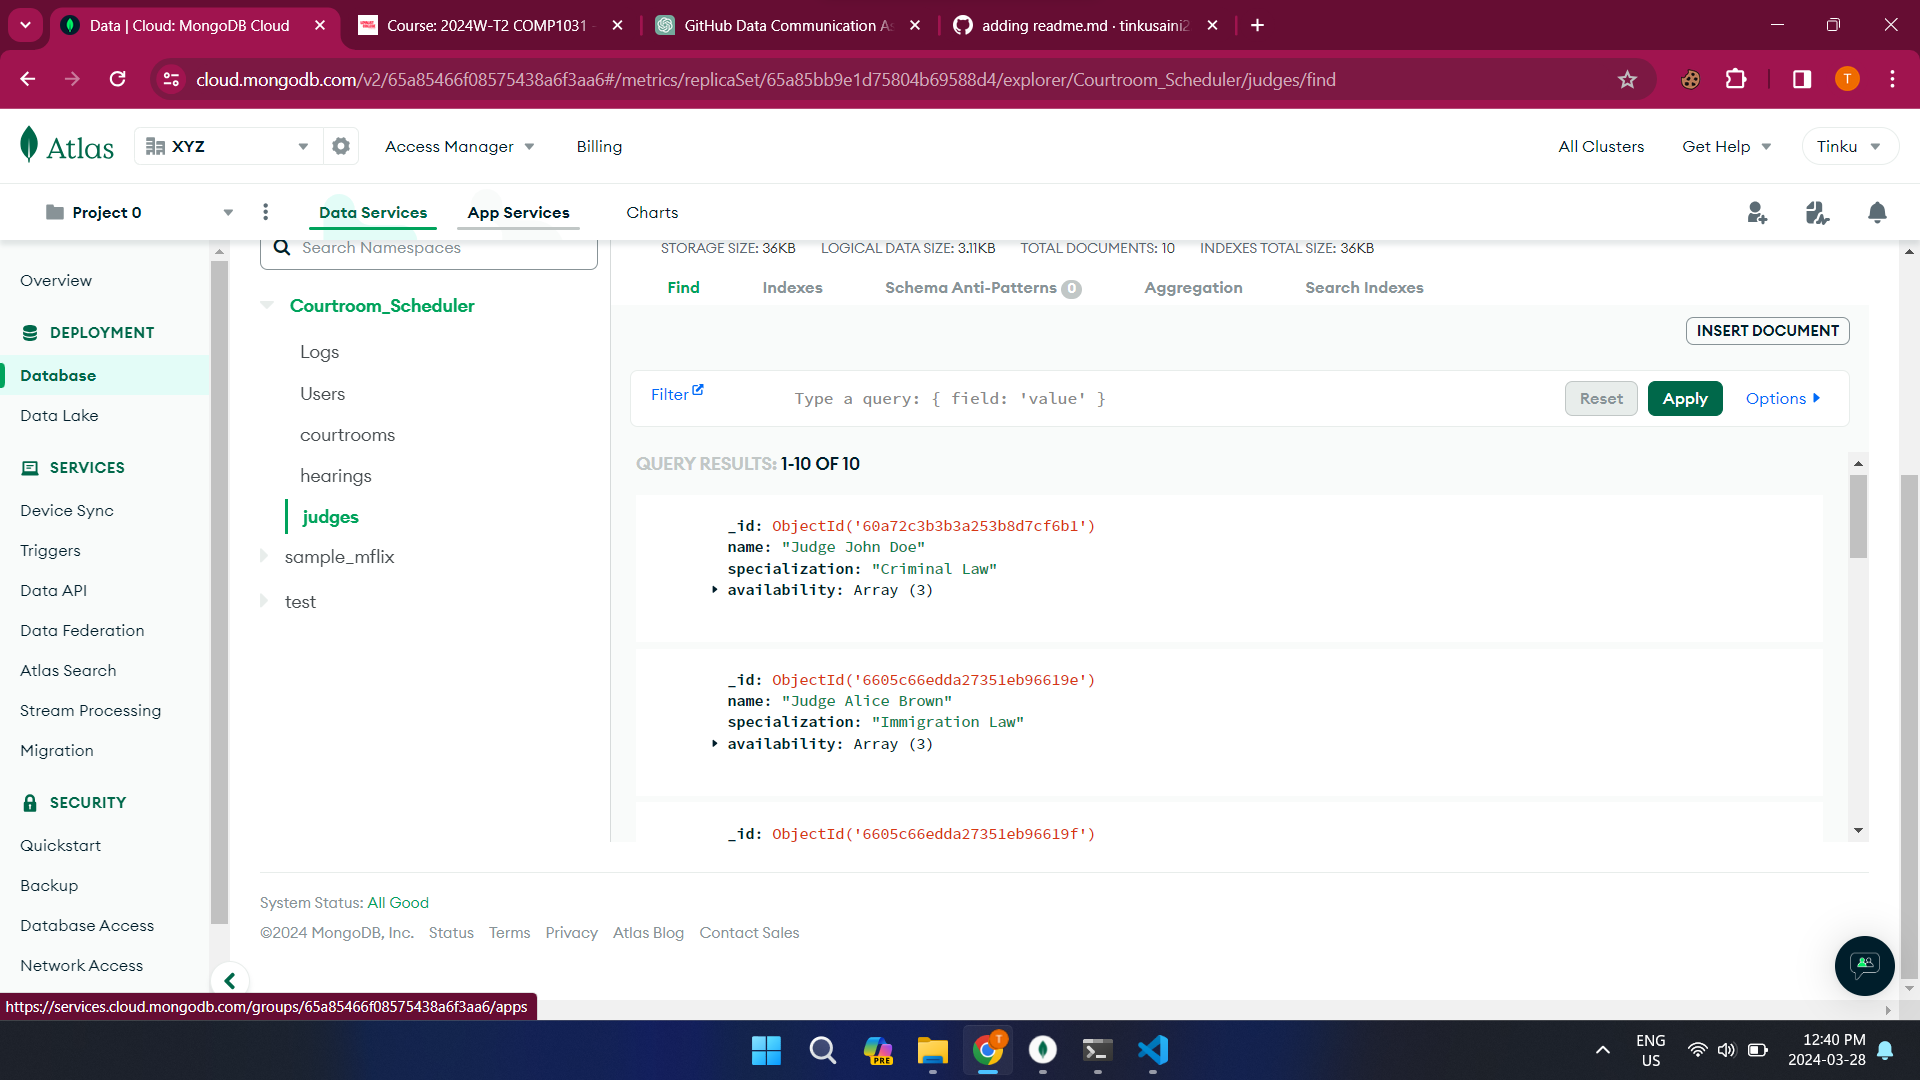 Data | Cloud: MongoDB Cloud
Course: 2024W-T2 COMP1031 -
GitHub Data Communication As
adding readme.md · tinkusaini2
cloud.mongodb.com/v2/65a85466f08575438a6f3aa6#/metrics/replicaSet/65a85bb9e1d75804b69588d4/explorer/Courtroom_Scheduler/judges/find
T
Atlas
XYZ
Access Manager
Billing
All Clusters
Get Help
Tinku
Project 0
Data Services
App Services
Charts
Overview
DEPLOYMENT
Database
Data Lake
SERVICES
Device Sync
Triggers
Data API
Data Federation
Atlas Search
Stream Processing
Migration
SECURITY
Quickstart
Backup
Database Access
Network Access
Search Namespaces
Courtroom_Scheduler
Logs
Users
courtrooms
hearings
judges
sample_mflix
test
STORAGE SIZE: 36KB LOGICAL DATA SIZE: 3.11KB TOTAL DOCUMENTS: 10 INDEXES TOTAL SIZE: 36KB
Find
Indexes
Schema Anti-Patterns 0
Aggregation
Search Indexes
INSERT DOCUMENT
Filter
Type a query: { field: 'value' }
Reset
Apply
Options
QUERY RESULTS: 1-10 OF 10
_id: ObjectId('60a72c3b3b3a253b8d7cf6b1')
name: "Judge John Doe"
specialization: "Criminal Law"
availability: Array (3)
_id: ObjectId('6605c66edda27351eb96619e')
name: "Judge Alice Brown"
specialization: "Immigration Law"
availability: Array (3)
_id: ObjectId('6605c66edda27351eb96619f')
System Status: All Good
©2024 MongoDB, Inc. Status Terms Privacy Atlas Blog Contact Sales
https://services.cloud.mongodb.com/groups/65a85466f08575438a6f3aa6/apps
PRE
T
ENG
US
12:40 PM
2024-03-28